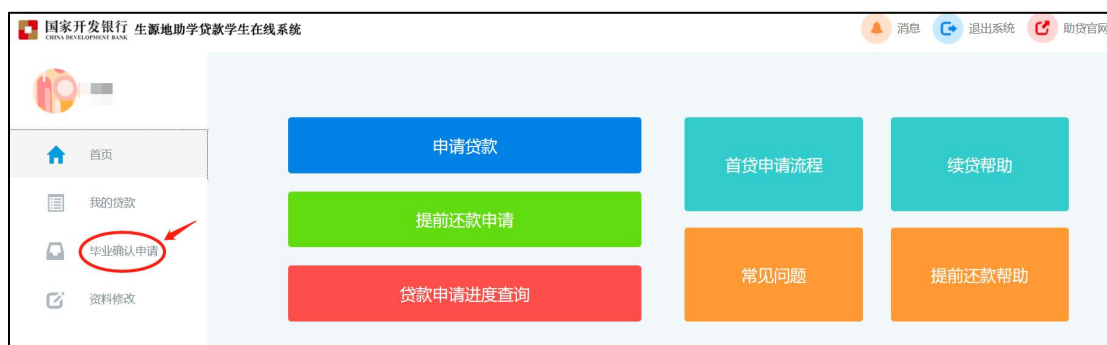 国家开发银行 生源地助学贷款学生在线系统
CHINA DEVELOPMENT BANK
消息 退出系统 助贷官网
首页
我的贷款
毕业确认申请
资料修改
申请贷款
提前还款申请
贷款申请进度查询
首贷申请流程
续贷帮助
常见问题
提前还款帮助